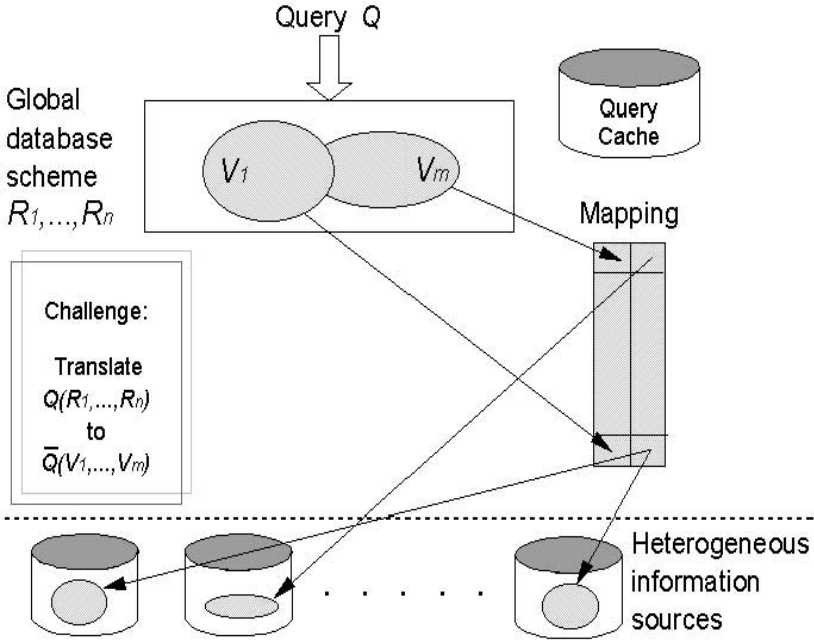 Query Q
Global
database
scheme
R1,...,Rn
V1
Vm
Query
Cache
Mapping
Challenge:
Translate
Q(R1,...,Rn)
to
Q̅(V1,...,Vm)
. . . . .
Heterogeneous
information
sources